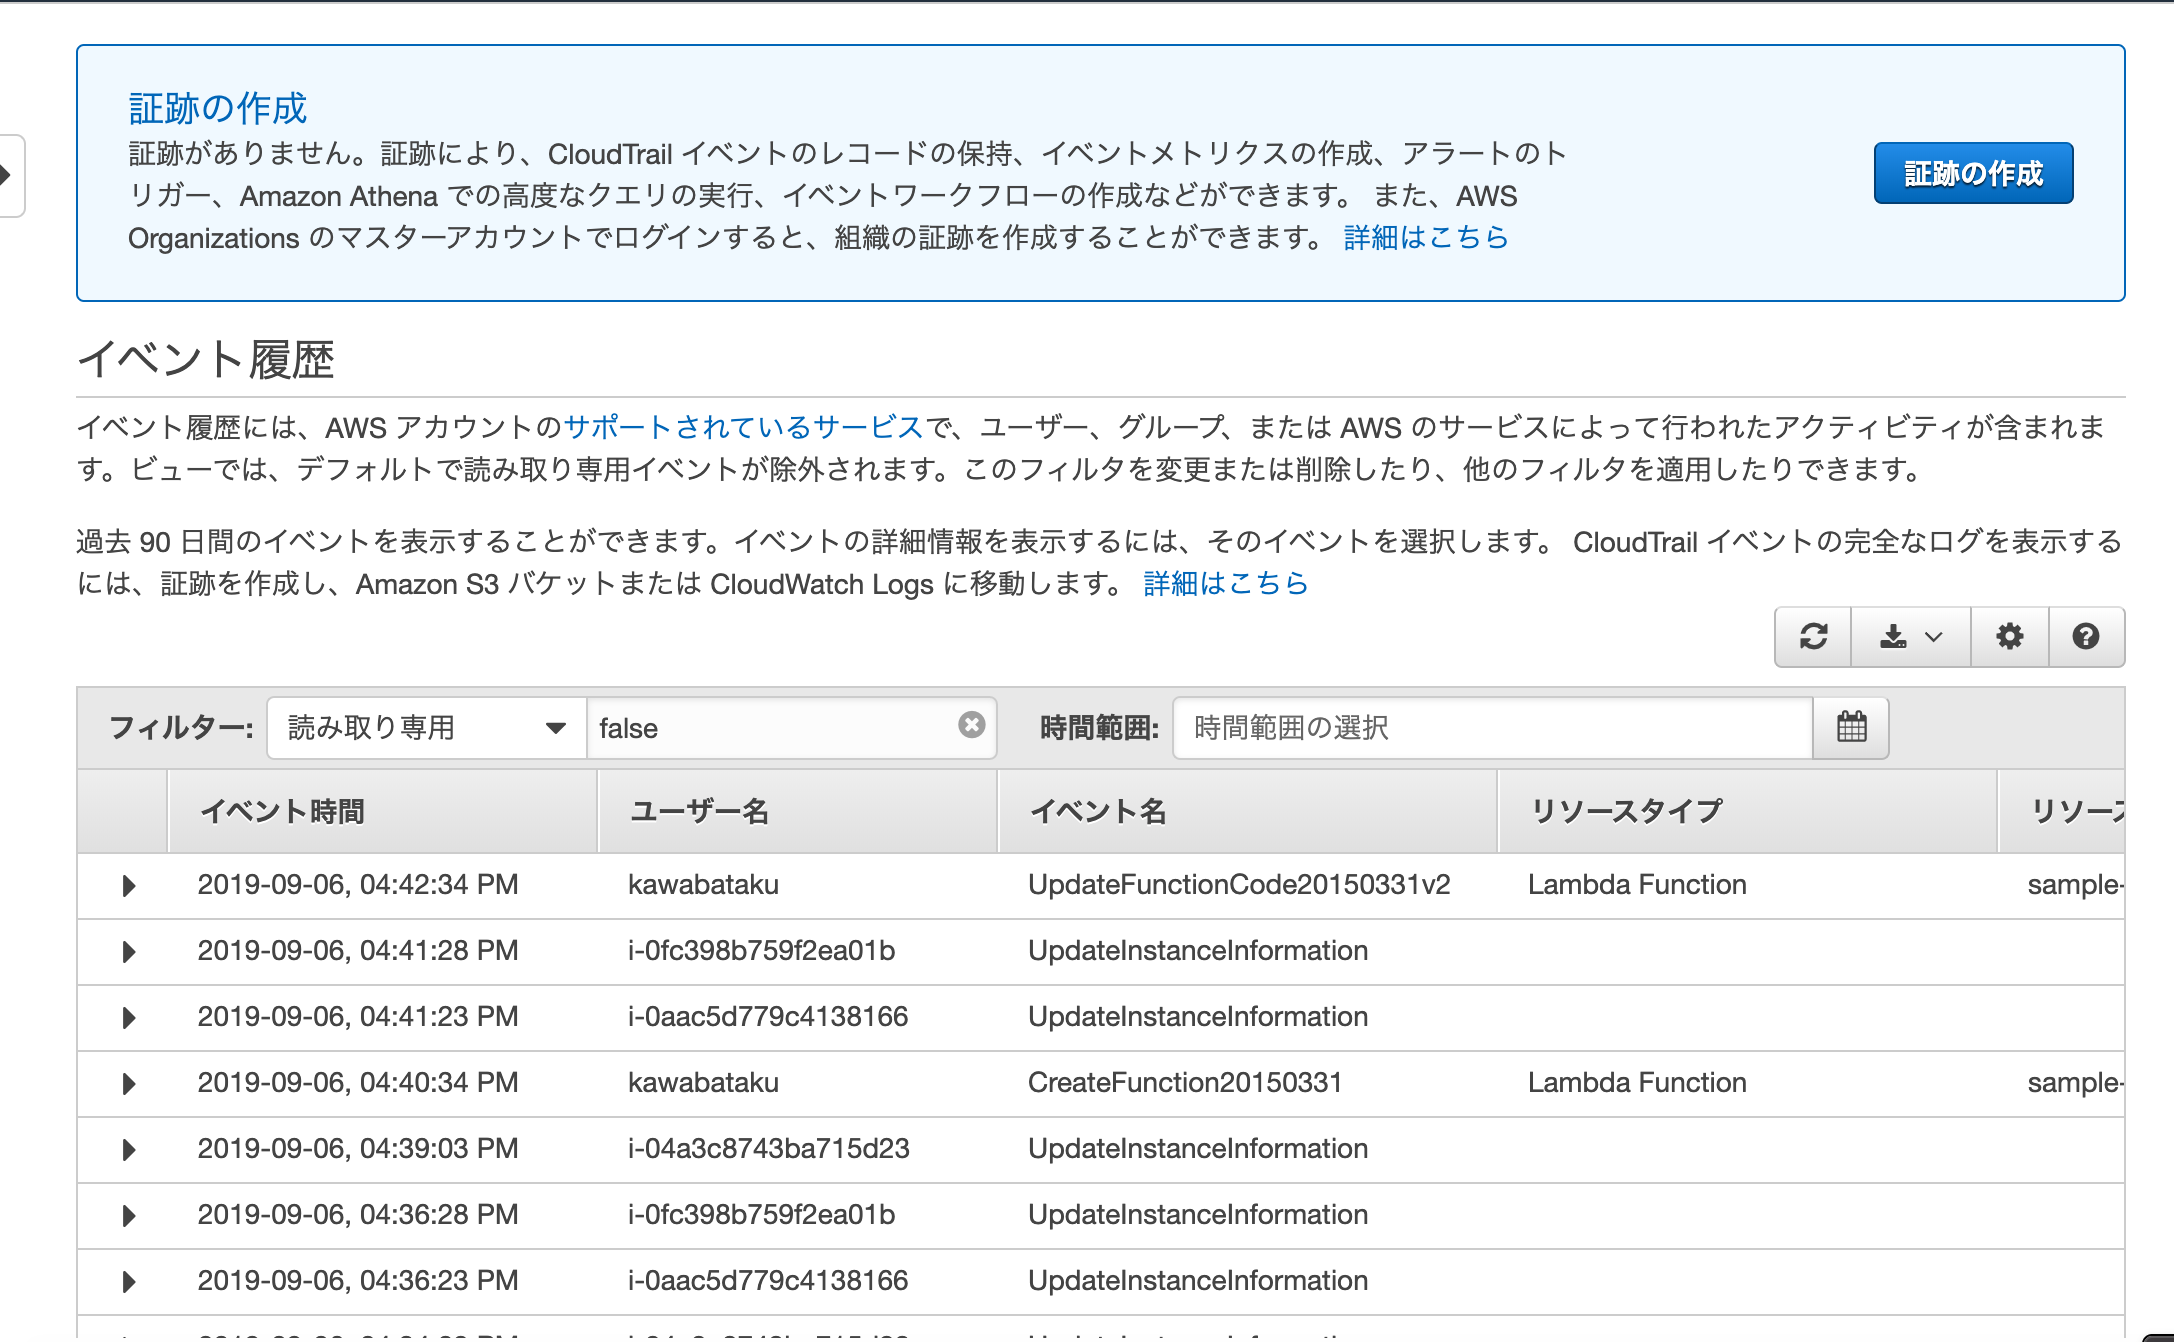 証跡の作成
証跡がありません。証跡により、CloudTrail イベントのレコードの保持、イベントメトリクスの作成、アラートのト
リガー、Amazon Athena での高度なクエリの実行、イベントワークフローの作成などができます。 また、AWS
Organizations のマスターアカウントでログインすると、組織の証跡を作成することができます。 詳細はこちら
証跡の作成
イベント履歴
イベント履歴には、AWS アカウントのサポートされているサービスで、ユーザー、グループ、または AWS のサービスによって行われたアクティビティが含まれま
す。ビューでは、デフォルトで読み取り専用イベントが除外されます。このフィルタを変更または削除したり、他のフィルタを適用したりできます。
過去 90 日間のイベントを表示することができます。イベントの詳細情報を表示するには、そのイベントを選択します。 CloudTrail イベントの完全なログを表示する
には、証跡を作成し、Amazon S3 バケットまたは CloudWatch Logs に移動します。 詳細はこちら
フィルター: 読み取り専用 false 時間範囲: 時間範囲の選択
イベント時間 ユーザー名 イベント名 リソースタイプ リソース
2019-09-06, 04:42:34 PM kawabataku UpdateFunctionCode20150331v2 Lambda Function sample-
2019-09-06, 04:41:28 PM i-0fc398b759f2ea01b UpdateInstanceInformation
2019-09-06, 04:41:23 PM i-0aac5d779c4138166 UpdateInstanceInformation
2019-09-06, 04:40:34 PM kawabataku CreateFunction20150331 Lambda Function sample-
2019-09-06, 04:39:03 PM i-04a3c8743ba715d23 UpdateInstanceInformation
2019-09-06, 04:36:28 PM i-0fc398b759f2ea01b UpdateInstanceInformation
2019-09-06, 04:36:23 PM i-0aac5d779c4138166 UpdateInstanceInformation